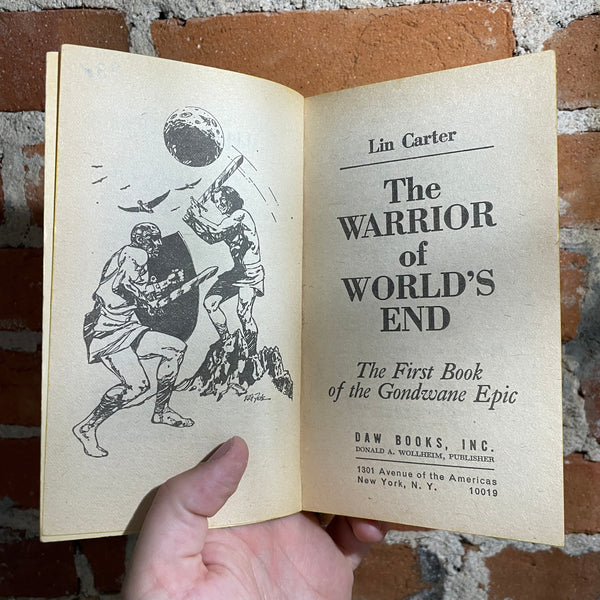 Lin Carter
The
WARRIOR
of
WORLD'S
END
The First Book
of the Gondwane Epic
DAW BOOKS, INC.
DONALD A. WOLLHEIM, PUBLISHER
1301 Avenue of the Americas
New York, N. Y. 10019